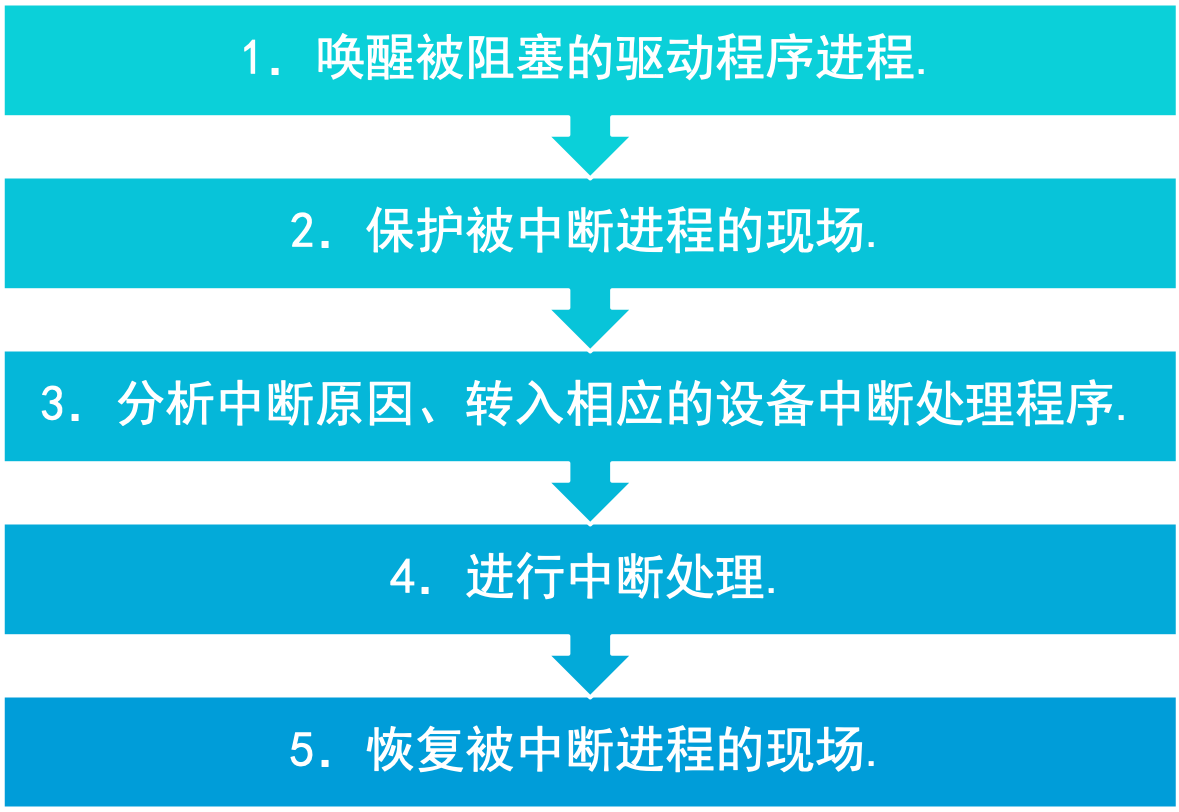 1. 唤醒被阻塞的驱动程序进程.
2. 保护被中断进程的现场.
3. 分析中断原因、转入相应的设备中断处理程序.
4. 进行中断处理.
5. 恢复被中断进程的现场.